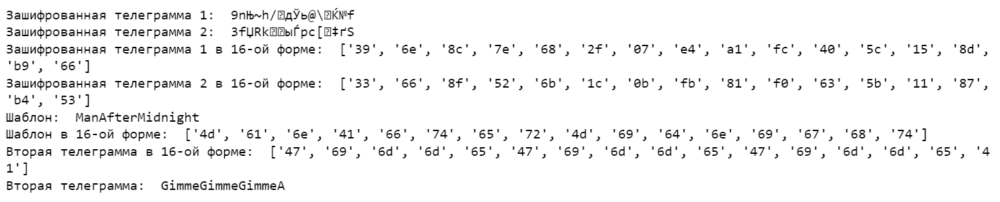 Зашифрованная телеграмма 1:  9nЊ~h/дЎь@\Ќ№f
Зашифрованная телеграмма 2:  3fЏRkыЃрc[‡ґS
Зашифрованная телеграмма 1 в 16-ой форме:  ['39', '6e', '8c', '7e', '68', '2f', '07', 'e4', 'a1', 'fc', '40', '5c', '15', '8d',
'b9', '66']
Зашифрованная телеграмма 2 в 16-ой форме:  ['33', '66', '8f', '52', '6b', '1c', '0b', 'fb', '81', 'f0', '63', '5b', '11', '87',
'b4', '53']
Шаблон:  ManAfterMidnight
Шаблон в 16-ой форме:  ['4d', '61', '6e', '41', '66', '74', '65', '72', '4d', '69', '64', '6e', '69', '67', '68', '74']
Вторая телеграмма в 16-ой форме:  ['47', '69', '6d', '6d', '65', '47', '69', '6d', '6d', '65', '47', '69', '6d', '6d', '65', '4
1']
Вторая телеграмма:  GimmeGimmeGimmeA